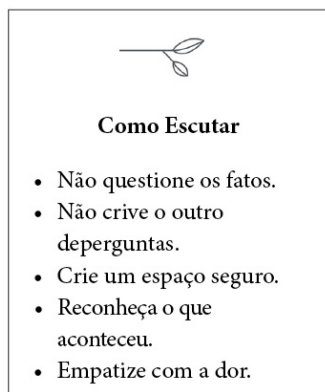 Como Escutar
• Não questione os fatos.
• Não crive o outro
deperguntas.
• Crie um espaço seguro.
• Reconheça o que
aconteceu.
• Empatize com a dor.